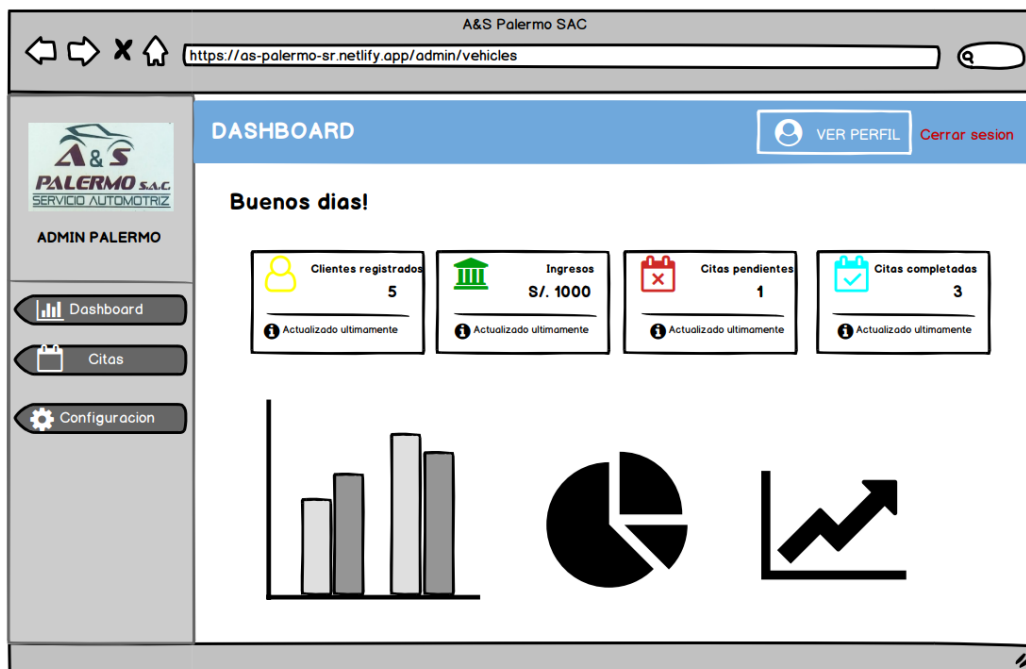 A&S Palermo SAC
https://as-palermo-sr.netlify.app/admin/vehicles
A&S
PALERMO S.A.C.
SERVICIO AUTOMOTRIZ
ADMIN PALERMO
Dashboard
Citas
Configuracion
DASHBOARD
VER PERFIL
Cerrar sesion
Buenos dias!
Clientes registrados
5
Actualizado ultimamente
Ingresos
S/. 1000
Actualizado ultimamente
Citas pendientes
1
Actualizado ultimamente
Citas completadas
3
Actualizado ultimamente